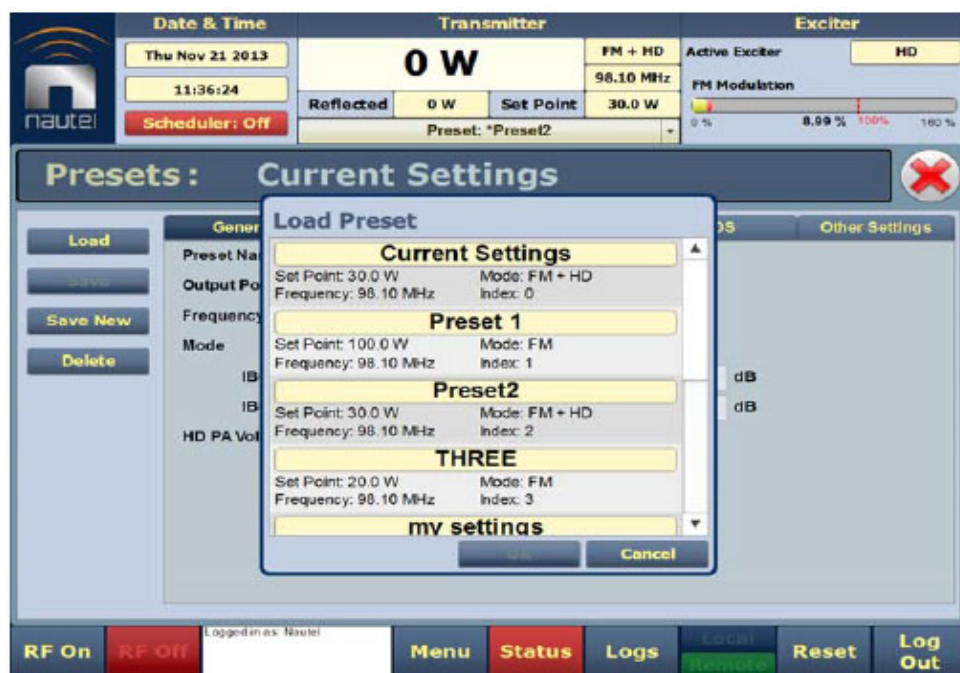 Date & Time
Transmitter
Exciter
nautel
Thu Nov 21 2013
11:36:24
Scheduler: Off
0 W
FM + HD
98.10 MHz
Reflected 0 W Set Point 30.0 W
Preset: *Preset2
Active Exciter HD
FM Modulation
0 % 8.99 % 100% 160 %
Presets: Current Settings
Load
Save
Save New
Delete
Gener
DS
Other Settings
Preset Na
Output Po
Frequency
Mode
IB
dB
IB
dB
HD PA Vol
Load Preset
Current Settings
Set Point: 30.0 W Mode: FM + HD
Frequency: 98.10 MHz Index: 0
Preset 1
Set Point: 100.0 W Mode: FM
Frequency: 98.10 MHz Index: 1
Preset2
Set Point: 30.0 W Mode: FM + HD
Frequency: 98.10 MHz Index: 2
THREE
Set Point: 20.0 W Mode: FM
Frequency: 98.10 MHz Index: 3
my settings
OK
Cancel
RF On
RF Off
Logged in as: Nautel
Menu
Status
Logs
Local
Remote
Reset
Log
Out